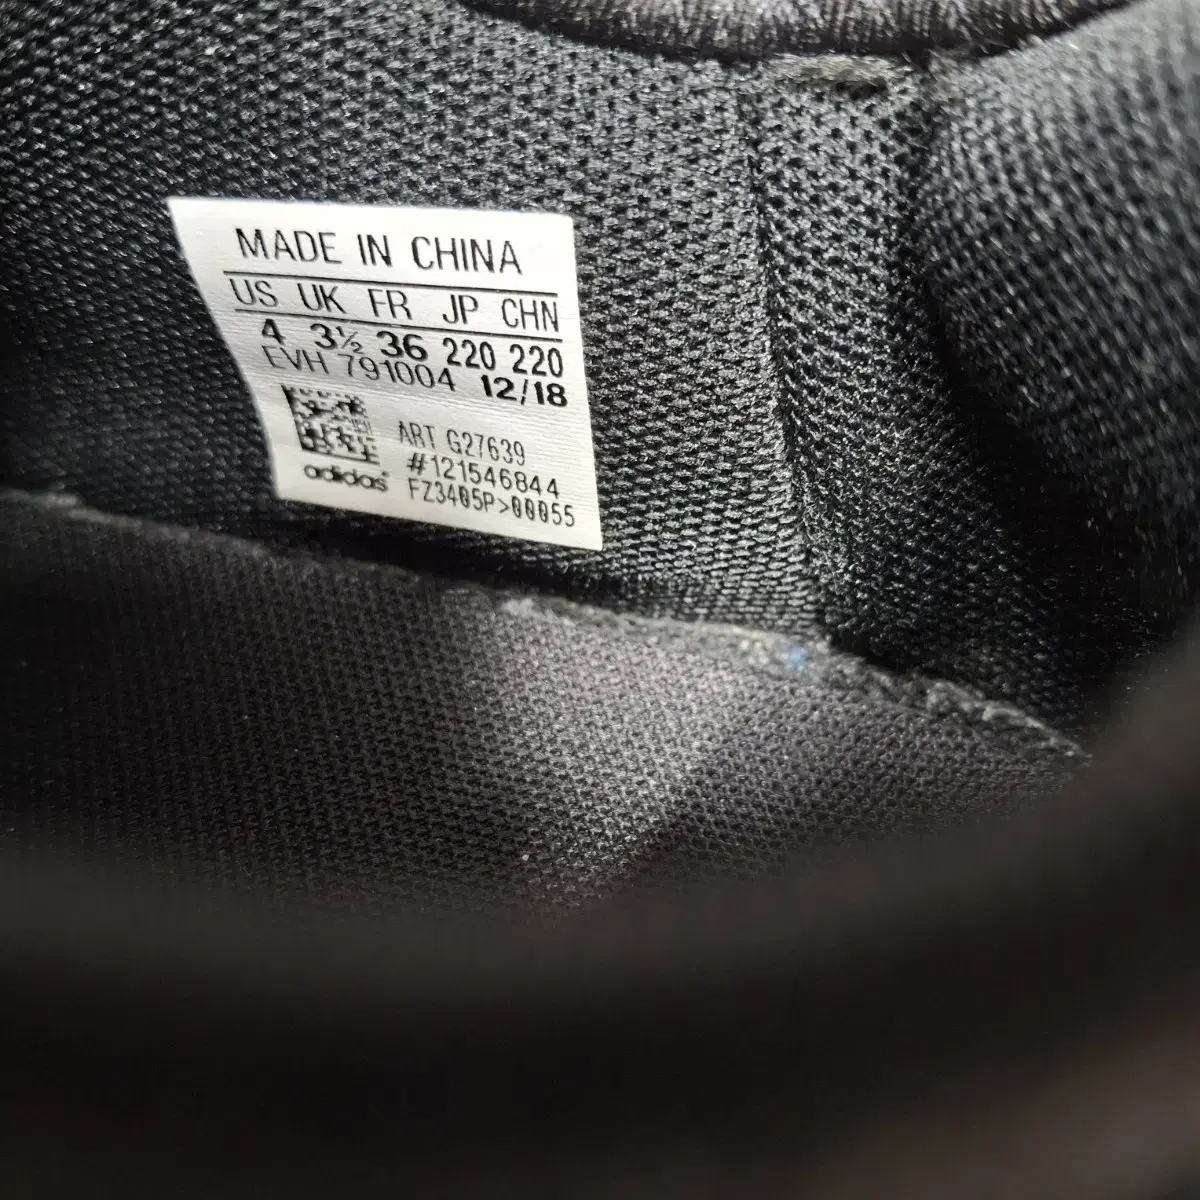 MADE IN CHINA
US UK FR JP CHN
4 3½ 36 220 220
EVH 791004 12/18
ART G27639
#121546844
adidas FZ3405P>00055